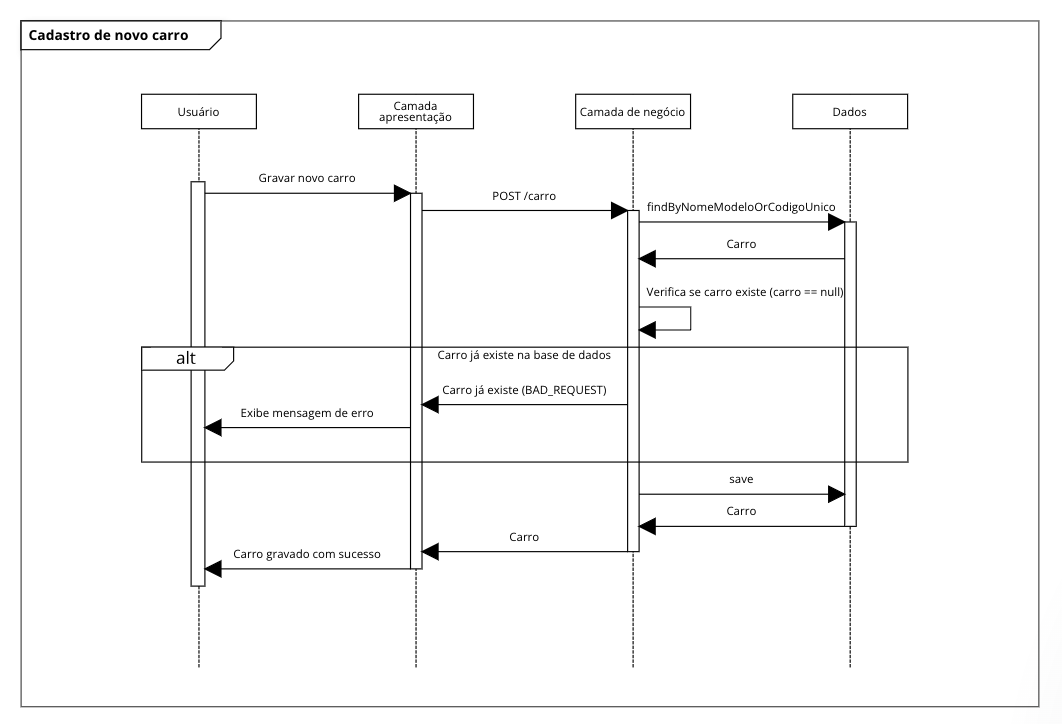 Cadastro de novo carro
Usuário
Camada
apresentação
Camada de negócio
Dados
Gravar novo carro
POST /carro
findByNomeModeloOrCodigoUnico
Carro
Verifica se carro existe (carro == null)
alt
Carro já existe na base de dados
Carro já existe (BAD_REQUEST)
Exibe mensagem de erro
save
Carro
Carro
Carro gravado com sucesso